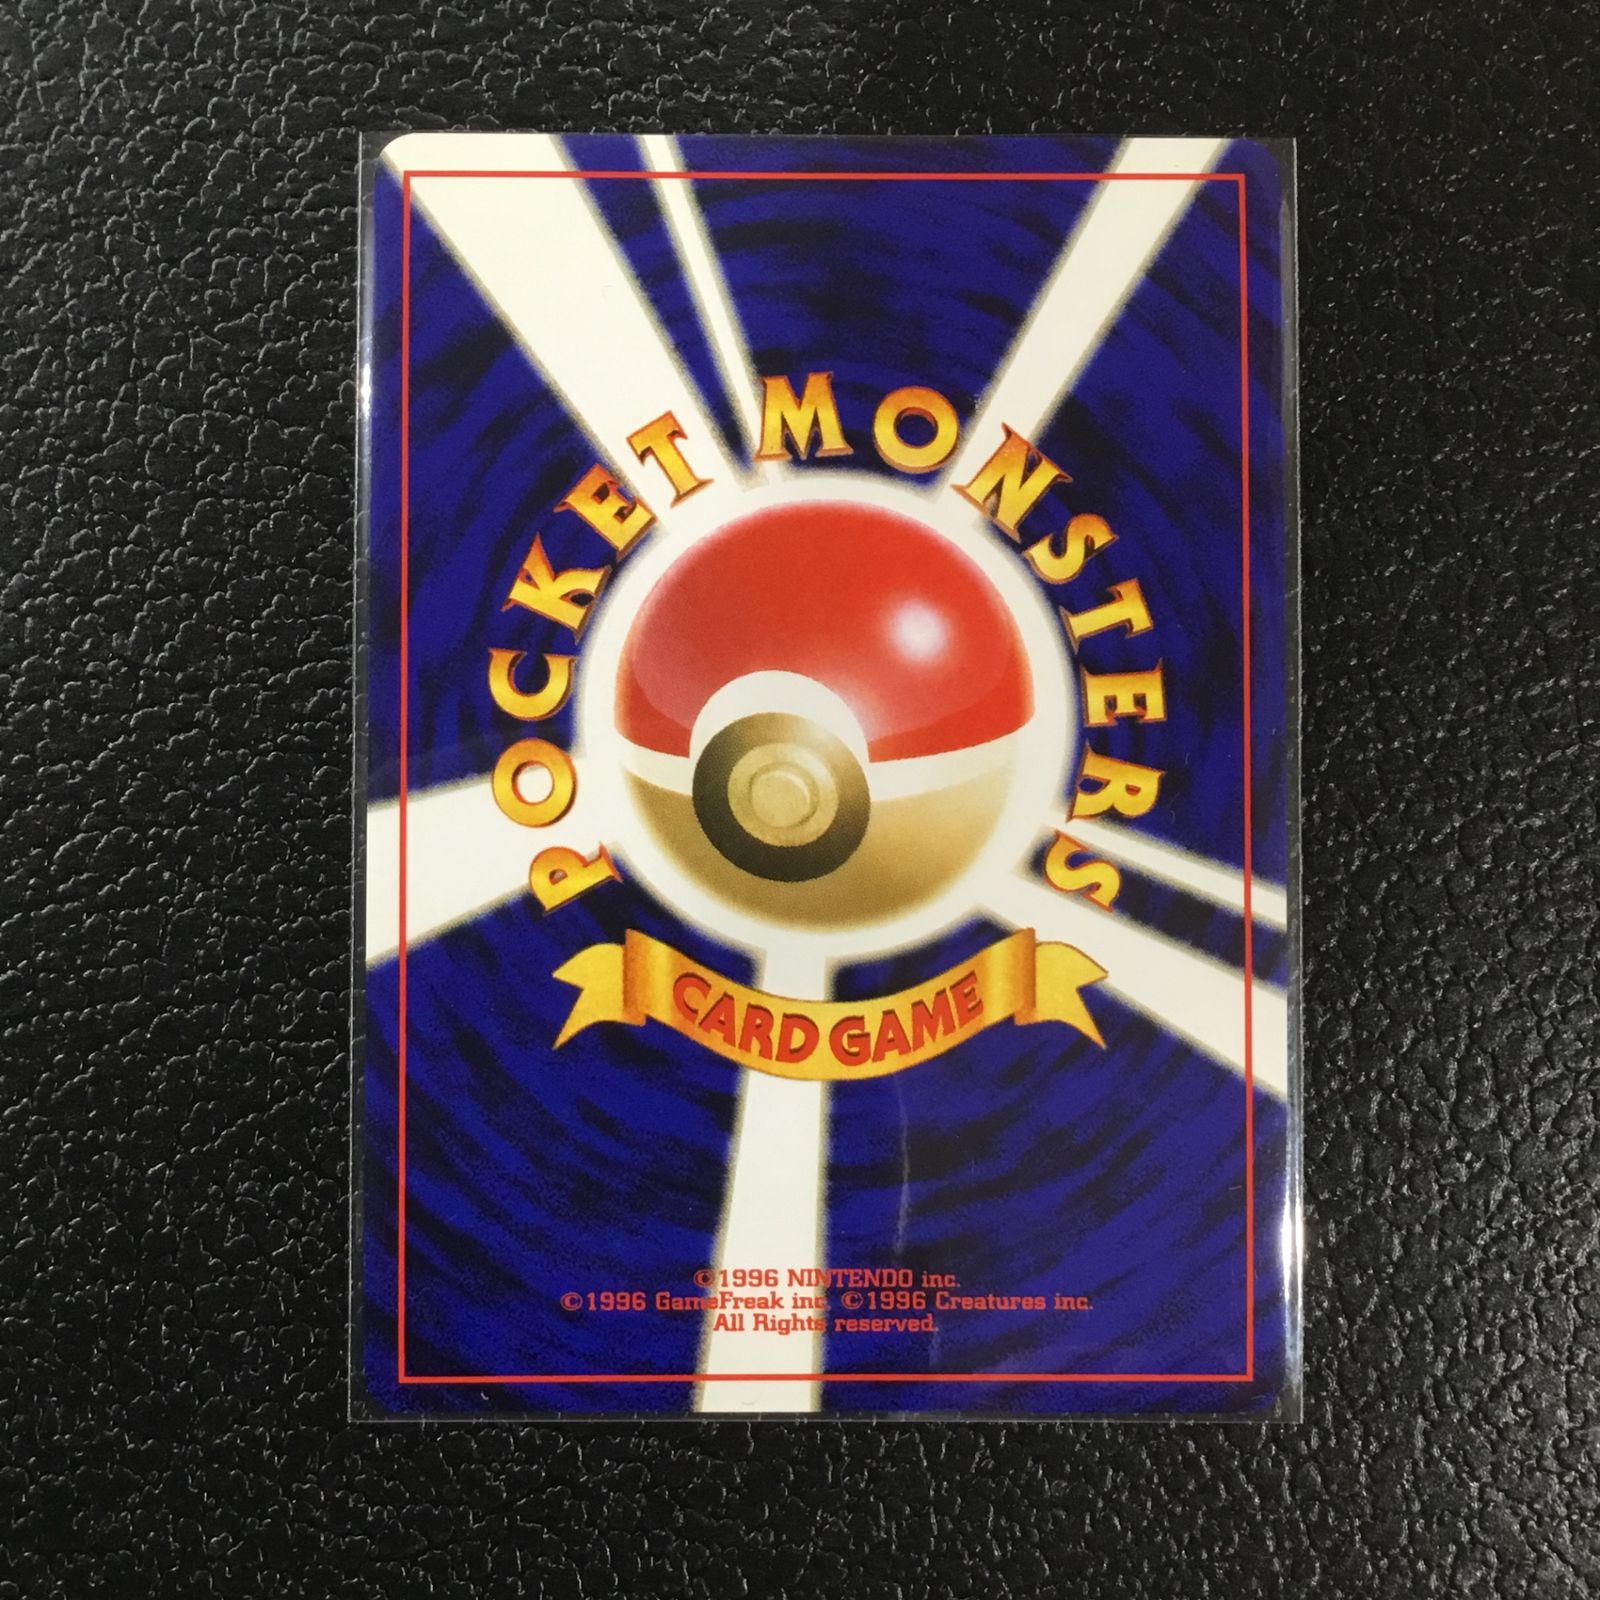 POCKET MONSTERS
CARD GAME
©1996 NINTENDO inc.
©1996 GameFreak inc. ©1996 Creatures inc.
All Rights reserved.